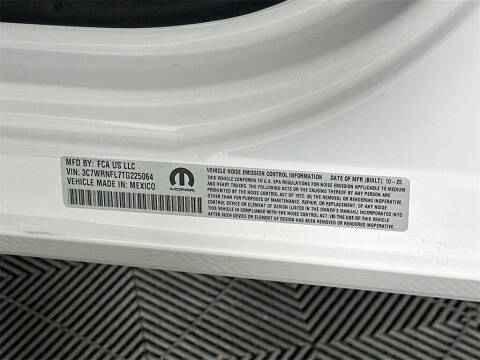 MFD BY: FCA US LLC
VIN: 3C7WRNFL7TG225064
VEHICLE MADE IN: MEXICO
MOPAR
VEHICLE NOISE EMISSION CONTROL INFORMATION DATE OF MFR (BUILT) 10-25
THIS VEHICLE CONFORMS TO U.S. EPA REGULATIONS FOR NOISE EMISSION APPLICABLE TO MEDIUM
AND HEAVY TRUCKS. THE FOLLOWING ACTS OR THE CAUSING THEREOF BY ANY PERSON
ARE PROHIBITED BY THE NOISE CONTROL ACT OF 1972: (A) THE REMOVAL OR RENDERING INOPERATIVE,
OTHER THAN FOR PURPOSES OF MAINTENANCE, REPAIR, OR REPLACEMENT, OF ANY NOISE CONTROL
DEVICE OR ELEMENT OF DESIGN (LISTED IN THE OWNER'S MANUAL) INCORPORATED INTO
THIS VEHICLE IN COMPLIANCE WITH THE NOISE CONTROL ACT; (B) THE USE OF THIS VEHICLE
AFTER SUCH DEVICE OR ELEMENT OF DESIGN HAS BEEN REMOVED OR RENDERED INOPERATIVE.